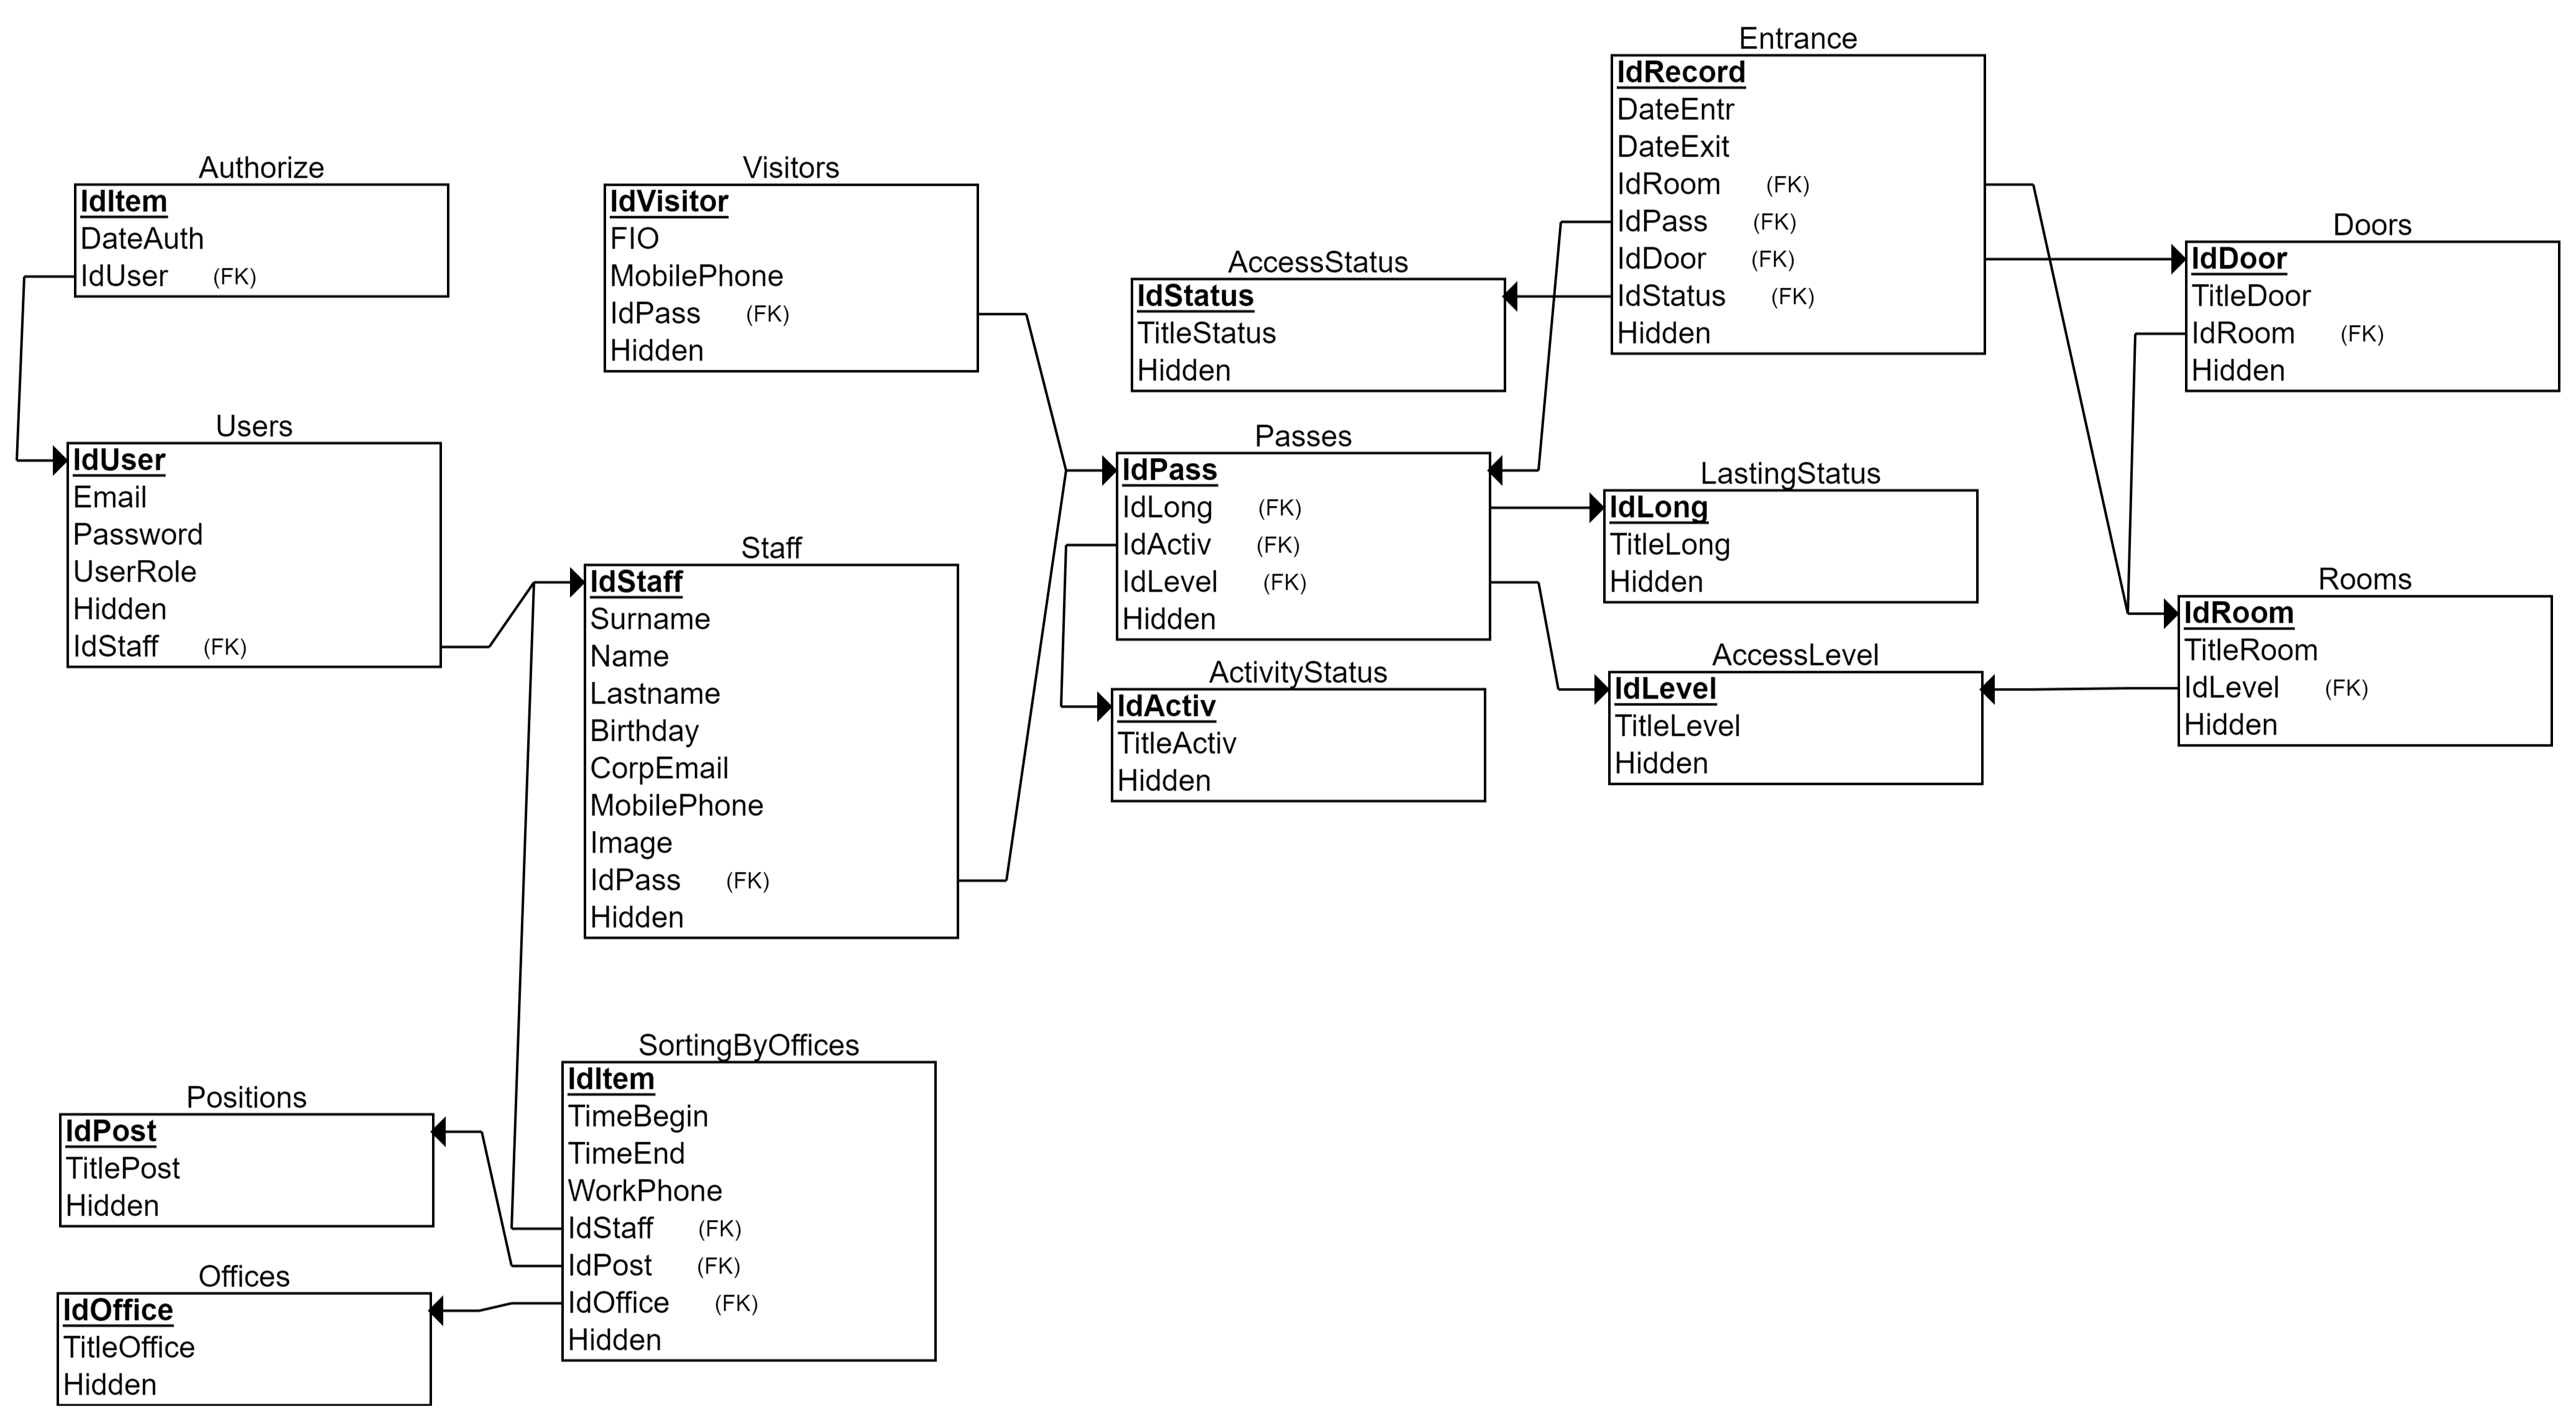 Authorize
IdItem
DateAuth
IdUser (FK)
Users
IdUser
Email
Password
UserRole
Hidden
IdStaff (FK)
Visitors
IdVisitor
FIO
MobilePhone
IdPass (FK)
Hidden
Staff
IdStaff
Surname
Name
Lastname
Birthday
CorpEmail
MobilePhone
Image
IdPass (FK)
Hidden
Positions
IdPost
TitlePost
Hidden
Offices
IdOffice
TitleOffice
Hidden
SortingByOffices
IdItem
TimeBegin
TimeEnd
WorkPhone
IdStaff (FK)
IdPost (FK)
IdOffice (FK)
Hidden
AccessStatus
IdStatus
TitleStatus
Hidden
Passes
IdPass
IdLong (FK)
IdActiv (FK)
IdLevel (FK)
Hidden
ActivityStatus
IdActiv
TitleActiv
Hidden
Entrance
IdRecord
DateEntr
DateExit
IdRoom (FK)
IdPass (FK)
IdDoor (FK)
IdStatus (FK)
Hidden
LastingStatus
IdLong
TitleLong
Hidden
AccessLevel
IdLevel
TitleLevel
Hidden
Doors
IdDoor
TitleDoor
IdRoom (FK)
Hidden
Rooms
IdRoom
TitleRoom
IdLevel (FK)
Hidden